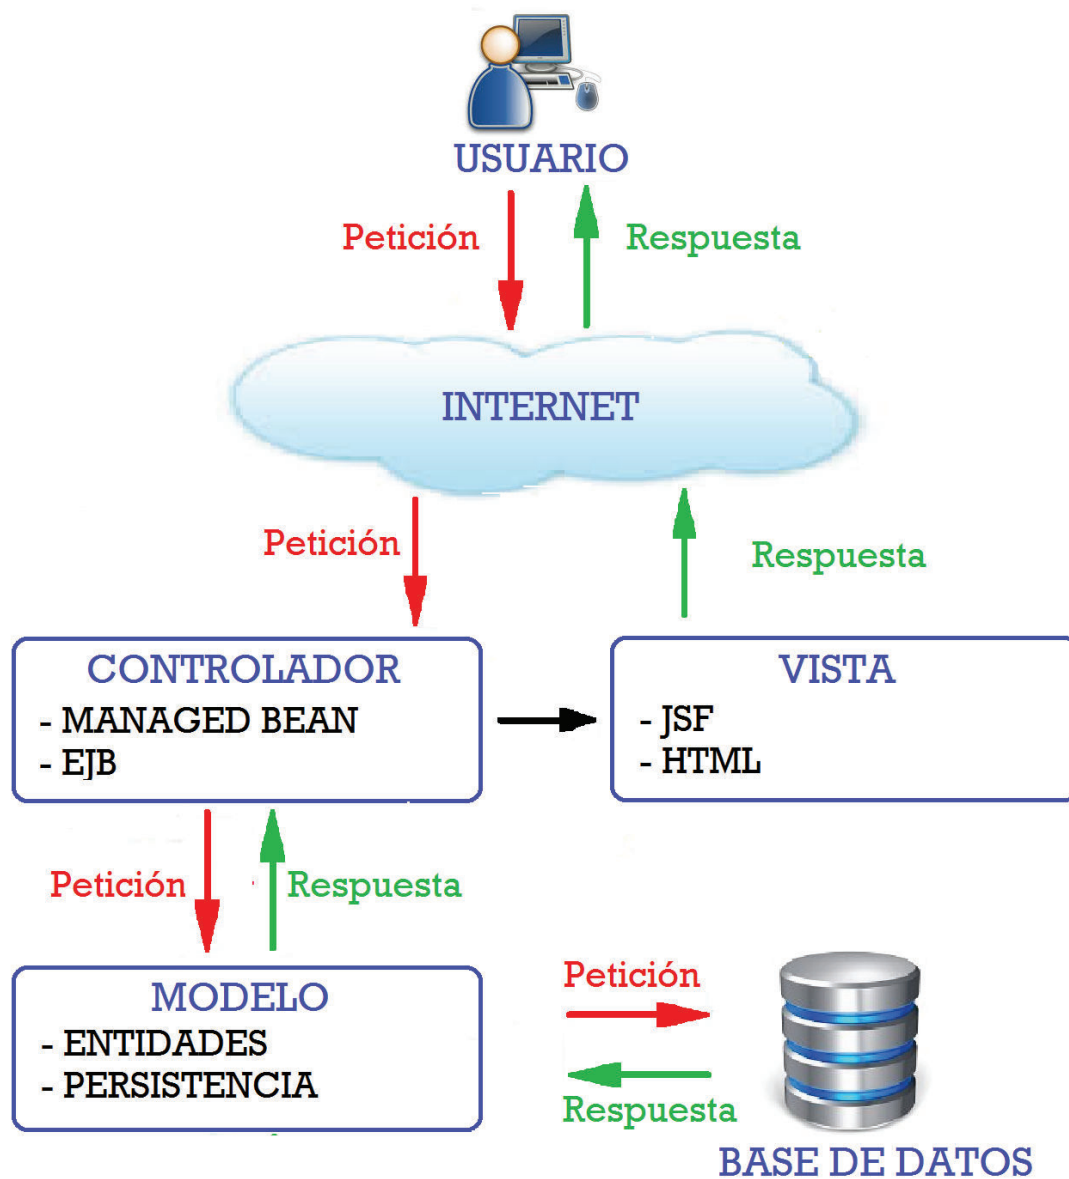 USUARIO
Petición
Respuesta
INTERNET
Petición
Respuesta
CONTROLADOR
- MANAGED BEAN
- EJB
VISTA
- JSF
- HTML
Petición
Respuesta
MODELO
- ENTIDADES
- PERSISTENCIA
Petición
Respuesta
BASE DE DATOS